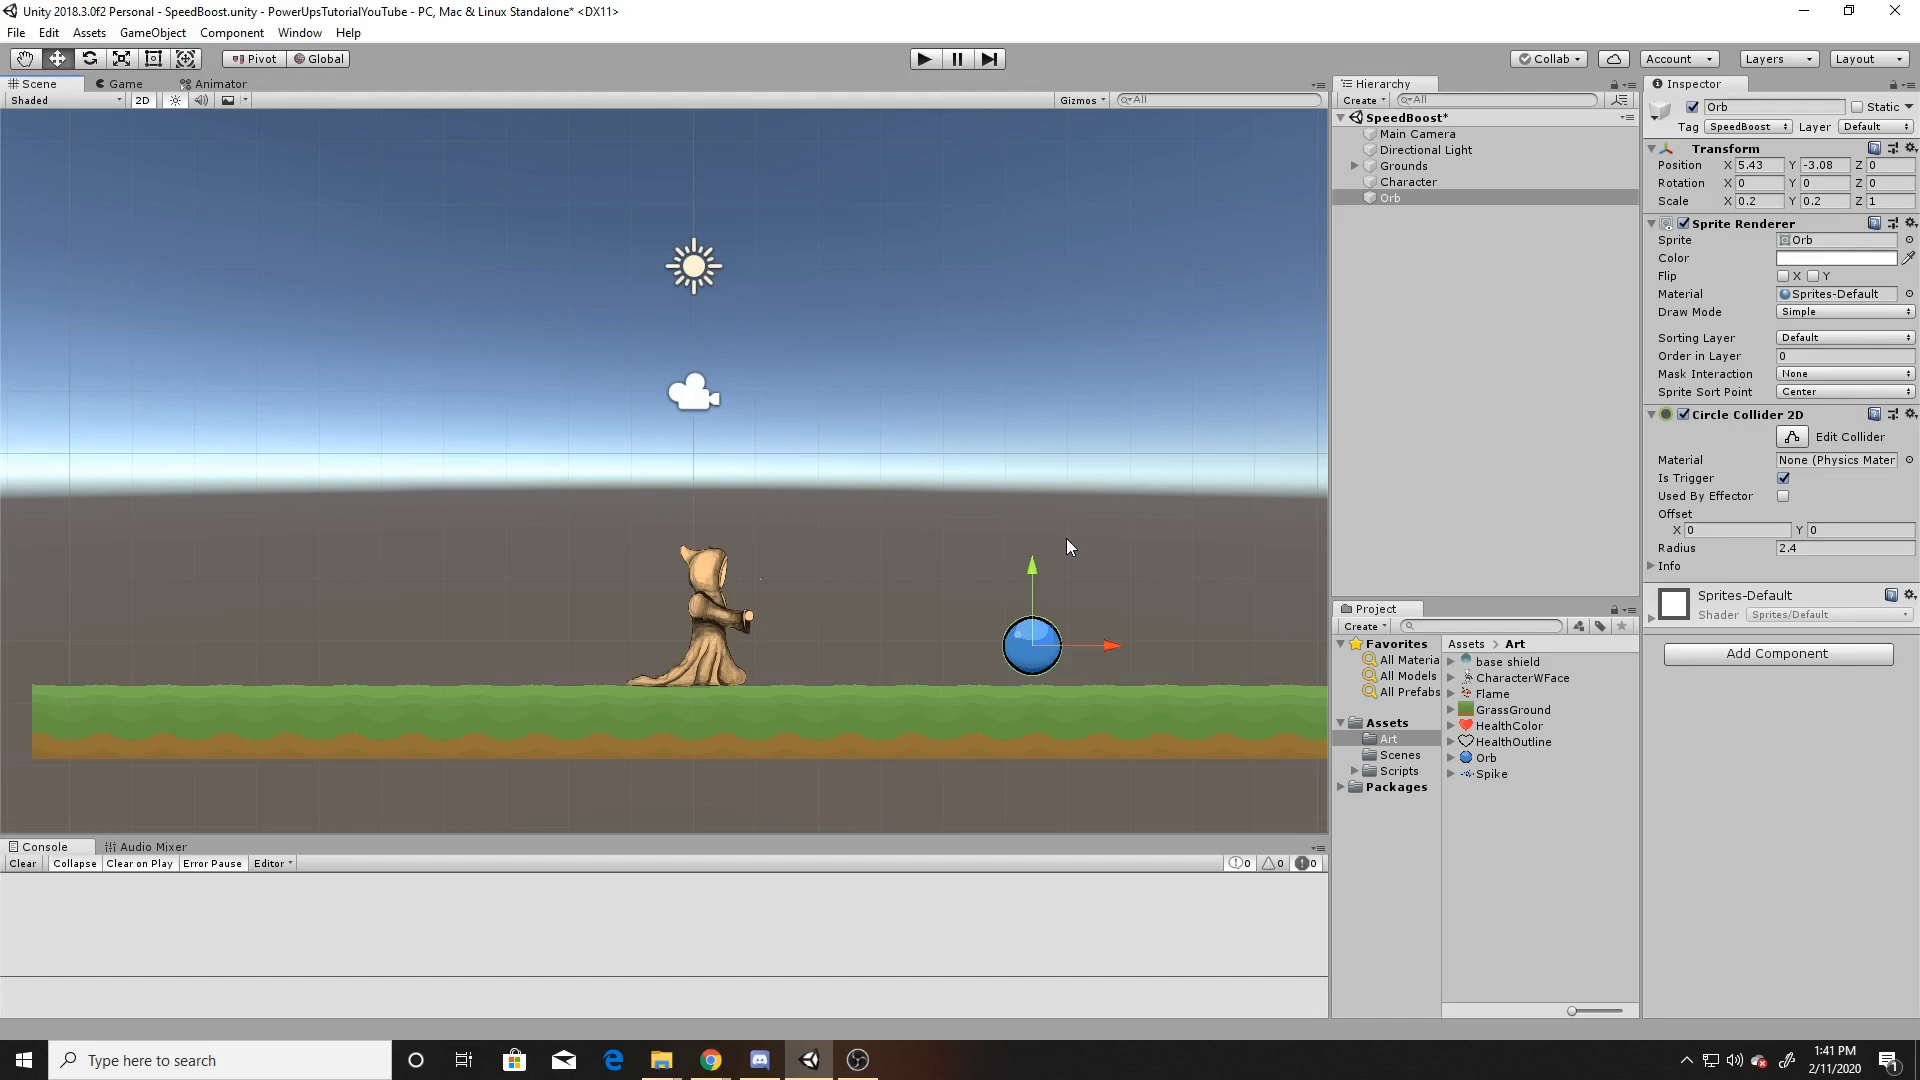 Unity 2018.3.0f2 Personal - SpeedBoost.unity - PowerUpsTutorialYouTube - PC, Mac & Linux Standalone* <DX11>
File Edit Assets GameObject Component Window Help
Pivot Global Collab Account Layers Layout
Scene Game Animator
Shaded 2D Gizmos All
Hierarchy
Create All
SpeedBoost*
Main Camera
Directional Light
Grounds
Character
Orb
Inspector
Orb Static
Tag SpeedBoost Layer Default
Transform
Position X 5.43 Y -3.08 Z 0
Rotation X 0 Y 0 Z 0
Scale X 0.2 Y 0.2 Z 1
Sprite Renderer
Sprite Orb
Color
Flip X Y
Material Sprites-Default
Draw Mode Simple
Sorting Layer Default
Order in Layer 0
Mask Interaction None
Sprite Sort Point Center
Circle Collider 2D
Edit Collider
Material None (Physics Mater
Is Trigger
Used By Effector
Offset
X 0 Y 0
Radius 2.4
Info
Sprites-Default
Shader Sprites/Default
Add Component
Project
Create
Favorites
All Materia
All Models
All Prefabs
Assets
Art
Scenes
Scripts
Packages
Assets > Art
base shield
CharacterWFace
Flame
GrassGround
HealthColor
HealthOutline
Orb
Spike
Console Audio Mixer
Clear Collapse Clear on Play Error Pause Editor 0 0 0
Type here to search
1:41 PM
2/11/2020
1